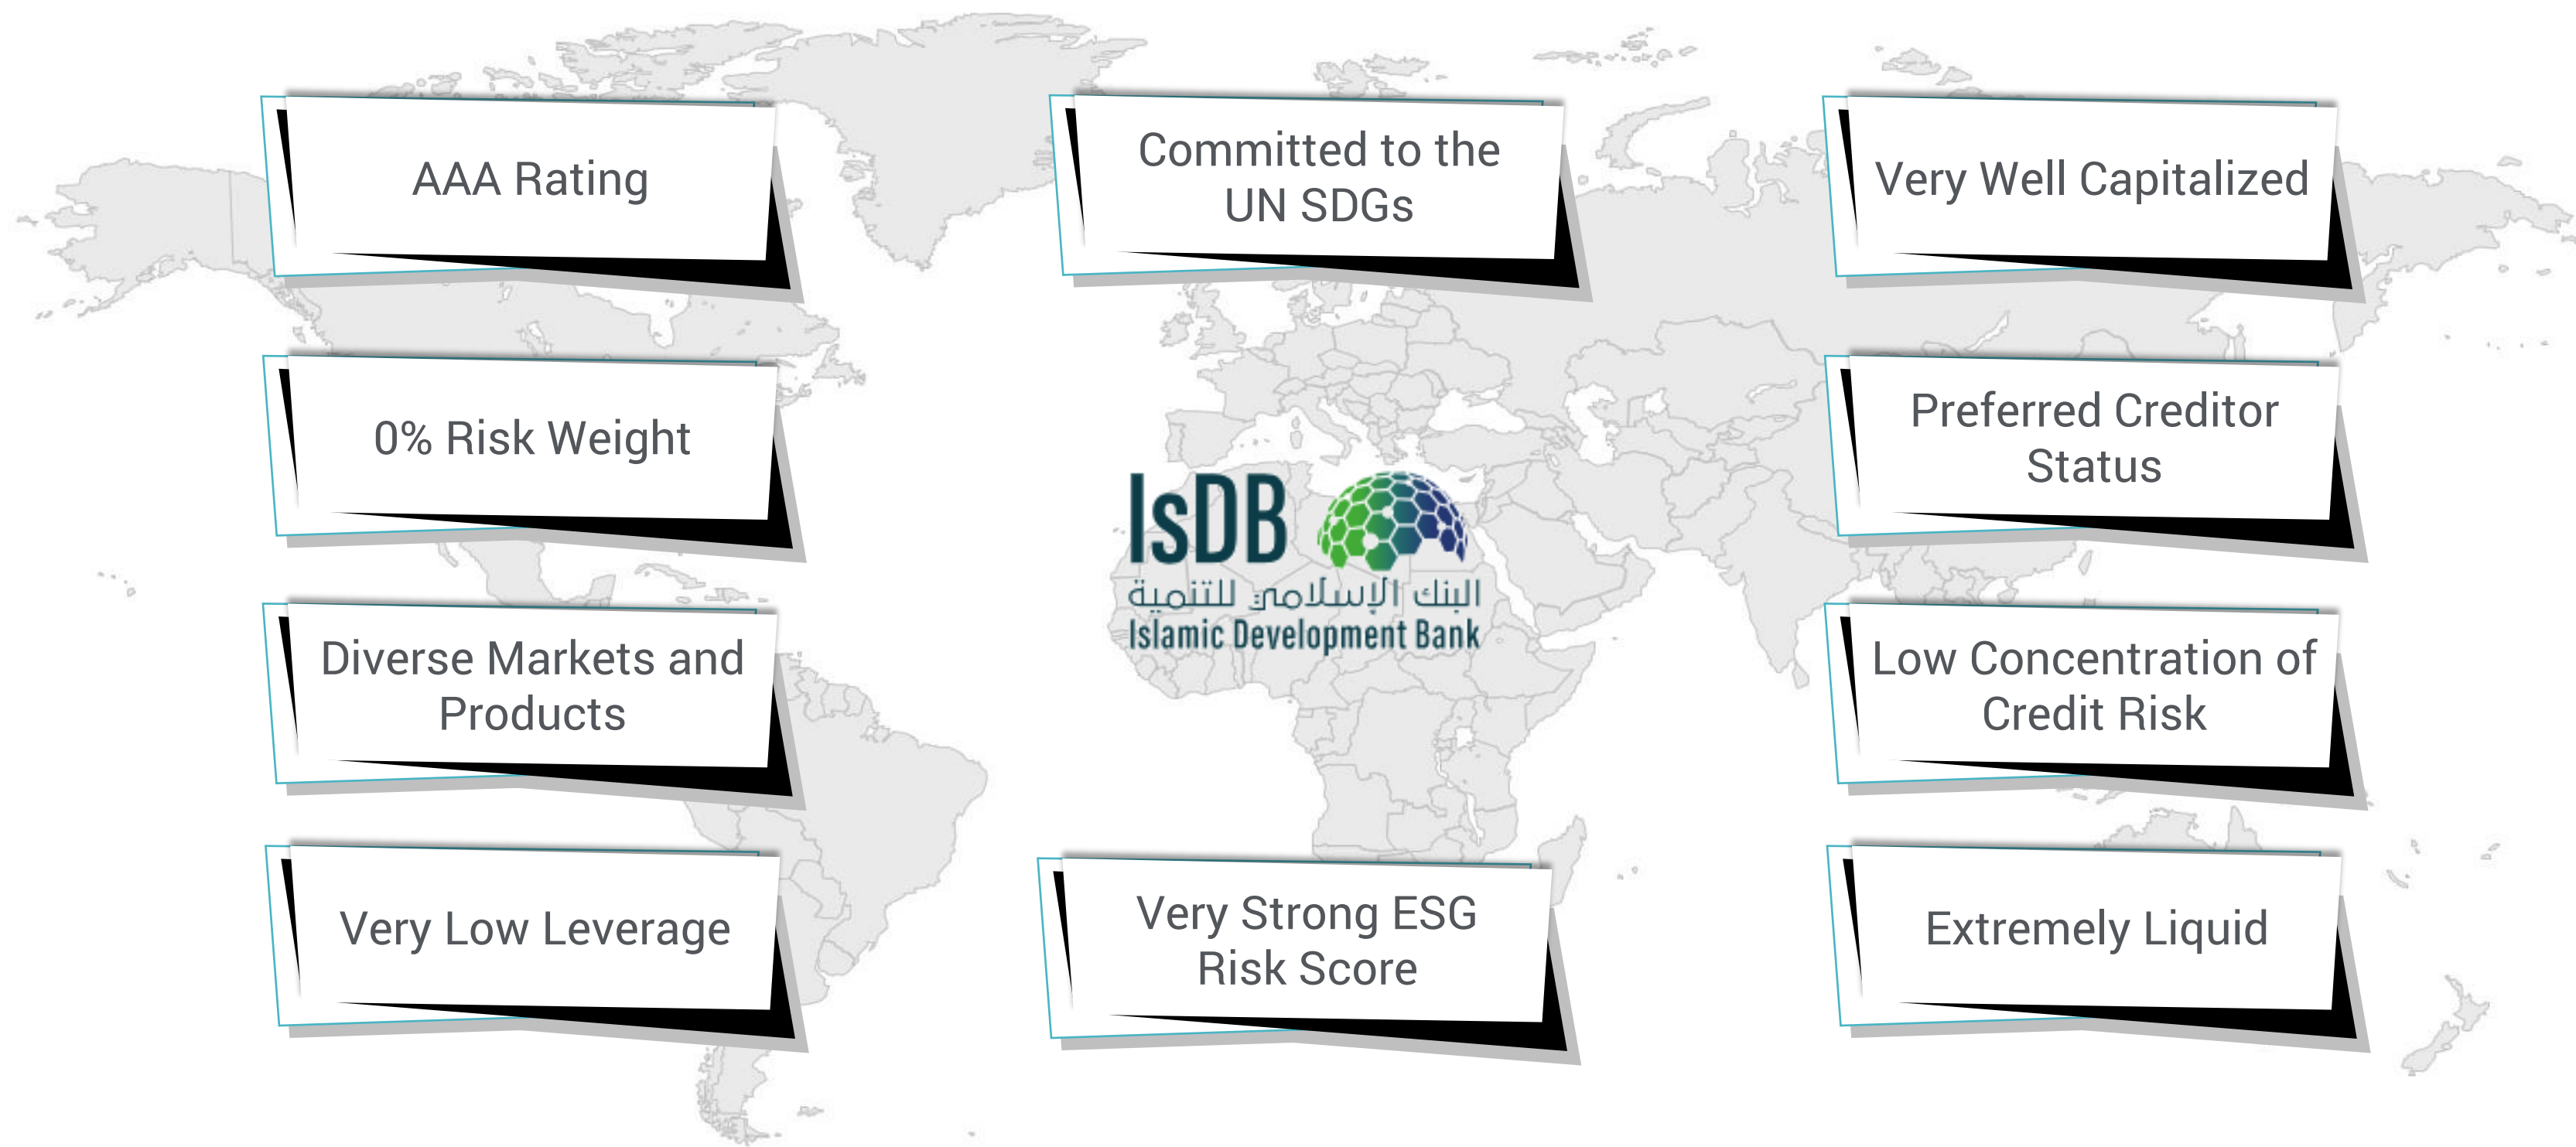 AAA Rating
Committed to the
UN SDGs
Very Well Capitalized
0% Risk Weight
Preferred Creditor
Status
IsDB
البنك الإسلامي للتنمية
Islamic Development Bank
Diverse Markets and
Products
Low Concentration of
Credit Risk
Very Low Leverage
Very Strong ESG
Risk Score
Extremely Liquid